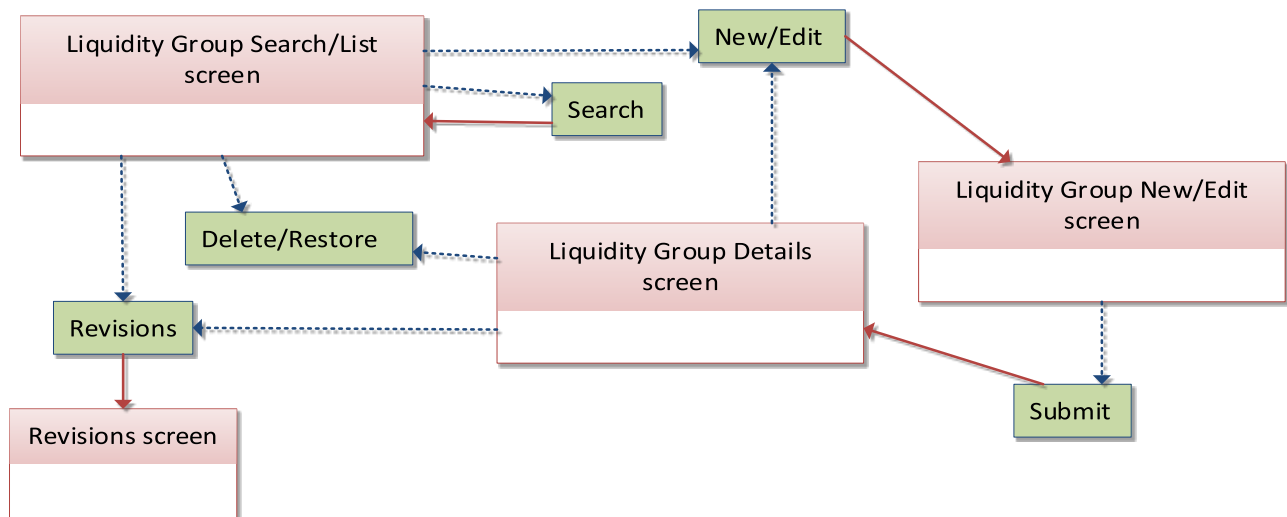 Liquidity Group Search/List
screen
New/Edit
Search
Liquidity Group New/Edit
screen
Delete/Restore
Liquidity Group Details
screen
Revisions
Submit
Revisions screen